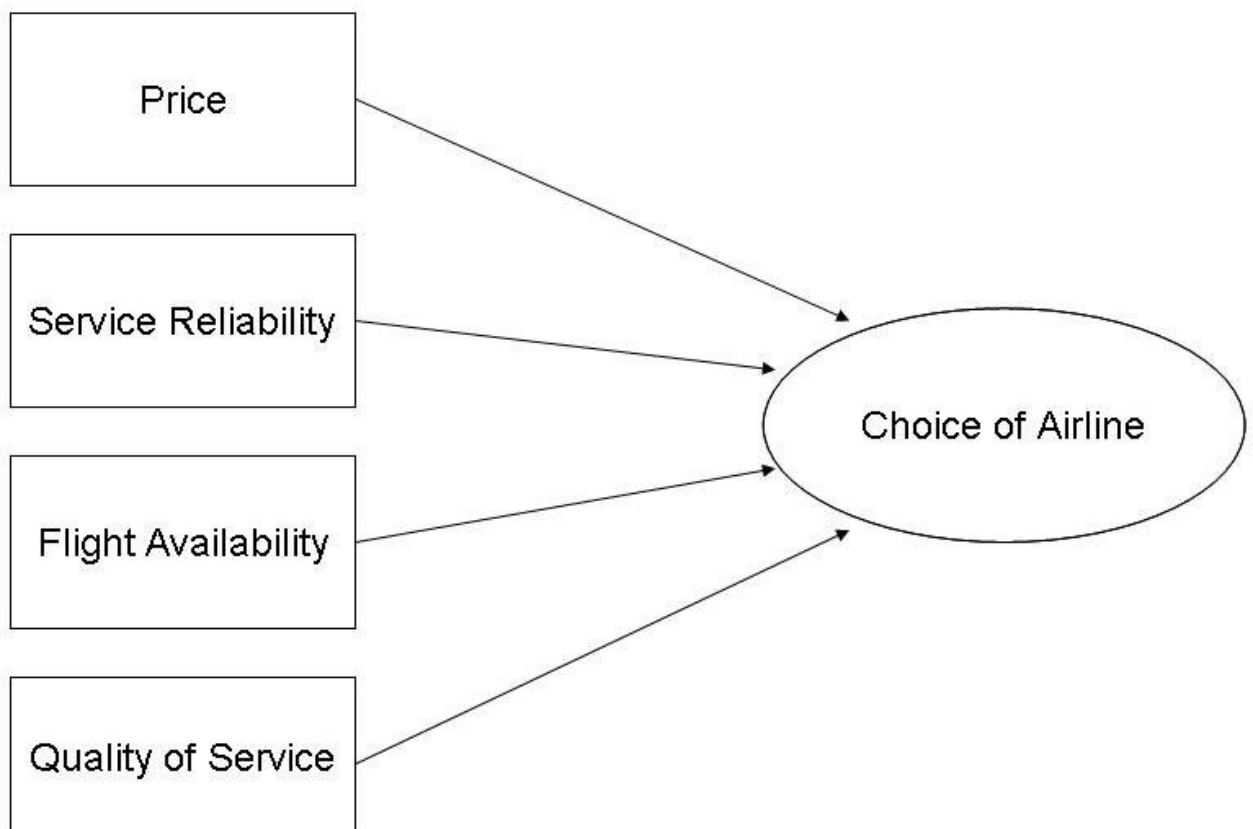 Price
Service Reliability
Choice of Airline
Flight Availability
Quality of Service